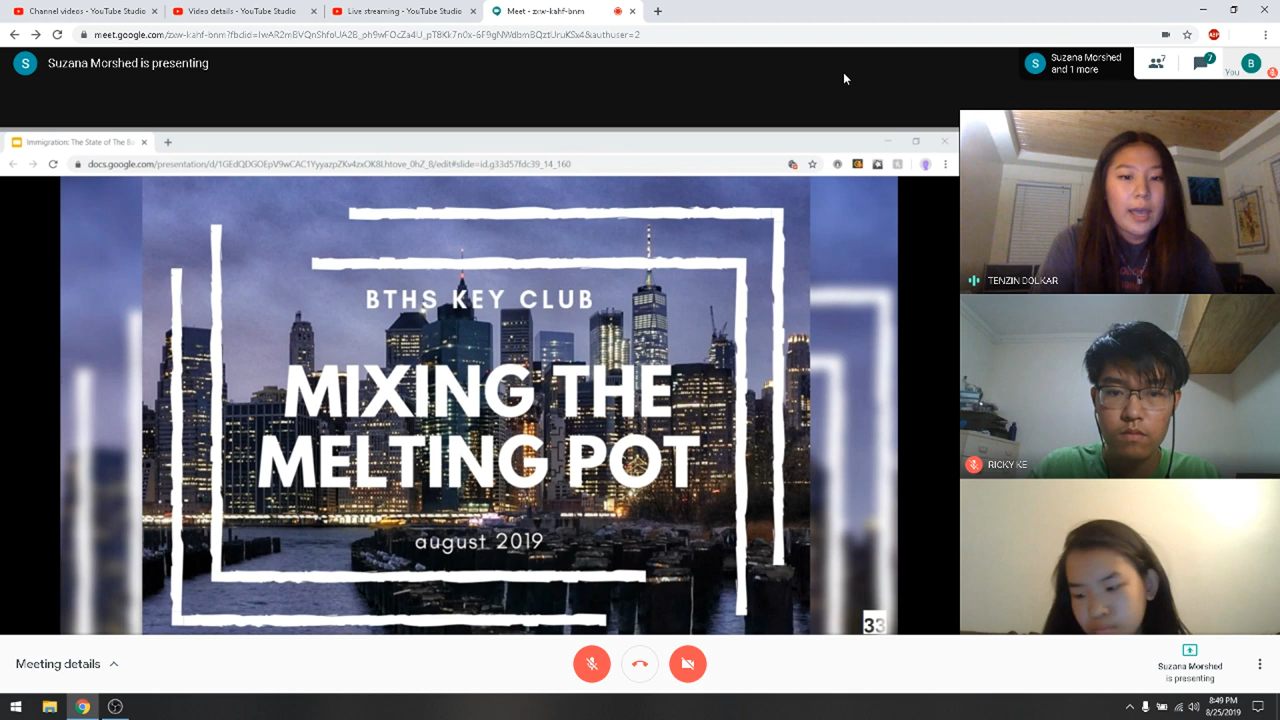 Channel videos - YouTube Studio
Video details - YouTube Studio
Live streaming - YouTube Studio
Meet - zxw-kahf-bnm
Suzana Morshed is presenting
S
S
Suzana Morshed
and 1 more
7
7
You
B
Immigration: The State of The Ba
BTHS KEY CLUB
MIXING THE
MELTING POT
august 2019
33
TENZIN DOLKAR
RICKY KE
Meeting details
Suzana Morshed
is presenting
8:49 PM
8/25/2019